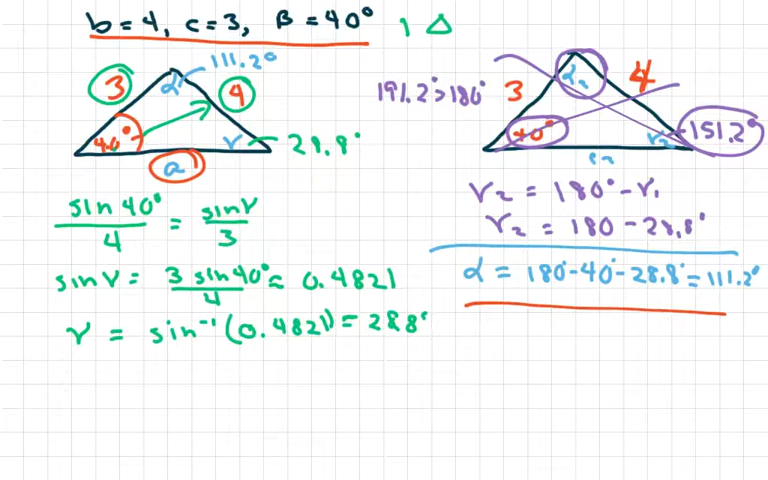 b = 4, c = 3, β = 40° 1 Δ
3
α
111.2°
4
40°
γ
28.8°
a
191.2° > 180°
3
α₂
4
40°
γ₂
151.2°
sin 40° / 4 = sin γ / 3
sin γ = 3 sin 40° / 4 = 0.4821
γ = sin⁻¹ (0.4821) = 28.8°
γ₂ = 180° - γ₁
γ₂ = 180 - 28.8°
α = 180° - 40° - 28.8° = 111.2°